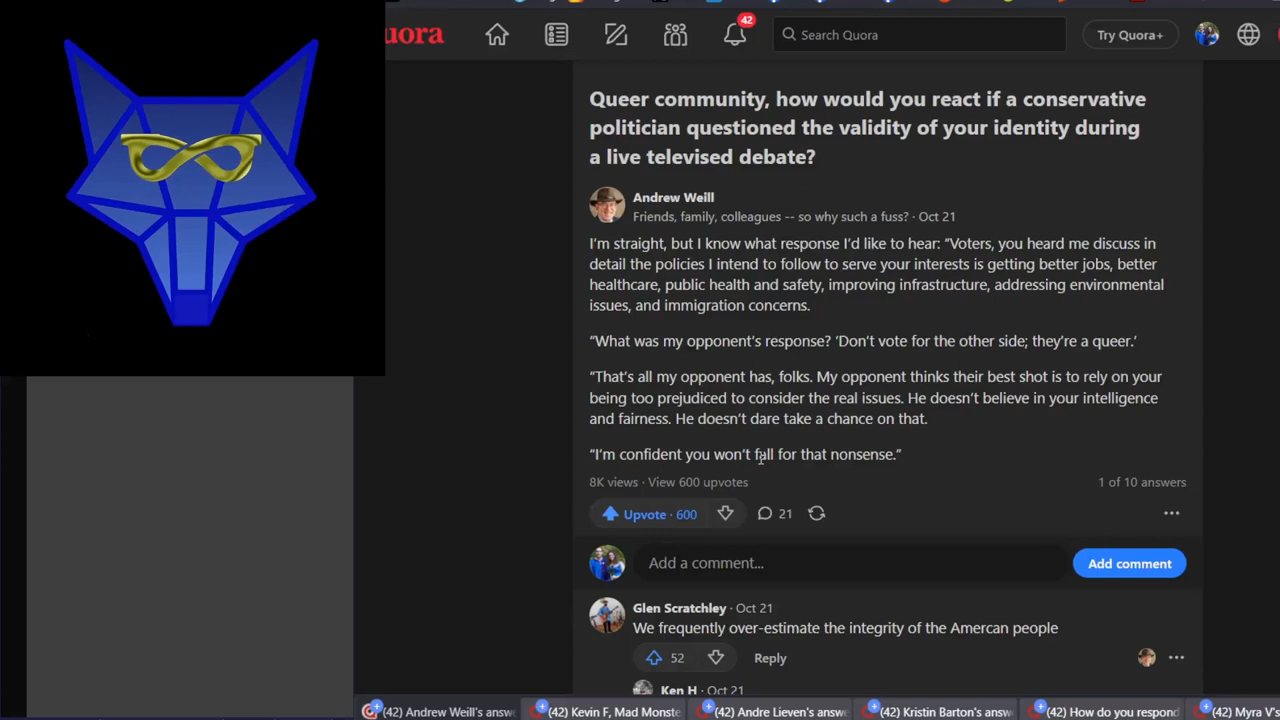 uora
42
Search Quora
Try Quora+
Queer community, how would you react if a conservative
politician questioned the validity of your identity during
a live televised debate?
Andrew Weill
Friends, family, colleagues -- so why such a fuss? · Oct 21
I'm straight, but I know what response I'd like to hear: "Voters, you heard me discuss in
detail the policies I intend to follow to serve your interests is getting better jobs, better
healthcare, public health and safety, improving infrastructure, addressing environmental
issues, and immigration concerns.
"What was my opponent's response? 'Don't vote for the other side; they're a queer.'
"That's all my opponent has, folks. My opponent thinks their best shot is to rely on your
being too prejudiced to consider the real issues. He doesn't believe in your intelligence
and fairness. He doesn't dare take a chance on that.
"I'm confident you won't fall for that nonsense."
8K views · View 600 upvotes
1 of 10 answers
Upvote · 600
21
Add a comment...
Add comment
Glen Scratchley · Oct 21
We frequently over-estimate the integrity of the Amercan people
52
Reply
Ken H · Oct 21
(42) Andrew Weill's answ
(42) Kevin F, Mad Monste
(42) Andre Lieven's answ
(42) Kristin Barton's answ
(42) How do you respond
(42) Myra V's